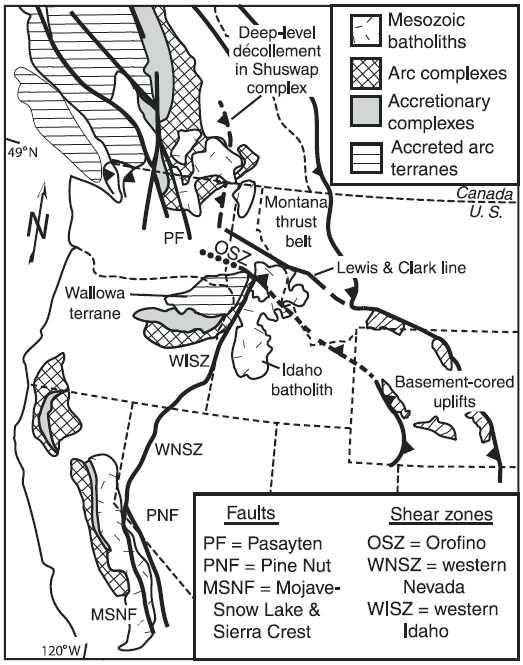 Deep-level
décollement
in Shuswap
complex
Mesozoic
batholiths
Arc complexes
Accretionary
complexes
Accreted arc
terranes
49°N
Canada
U. S.
N
PF
Montana
thrust
belt
OSZ
Lewis & Clark line
Wallowa
terrane
WISZ
Idaho
batholith
Basement-cored
uplifts
WNSZ
PNF
MSNF
120°W
Faults
PF = Pasayten
PNF = Pine Nut
MSNF = Mojave-
Snow Lake &
Sierra Crest
Shear zones
OSZ = Orofino
WNSZ = western
Nevada
WISZ = western
Idaho